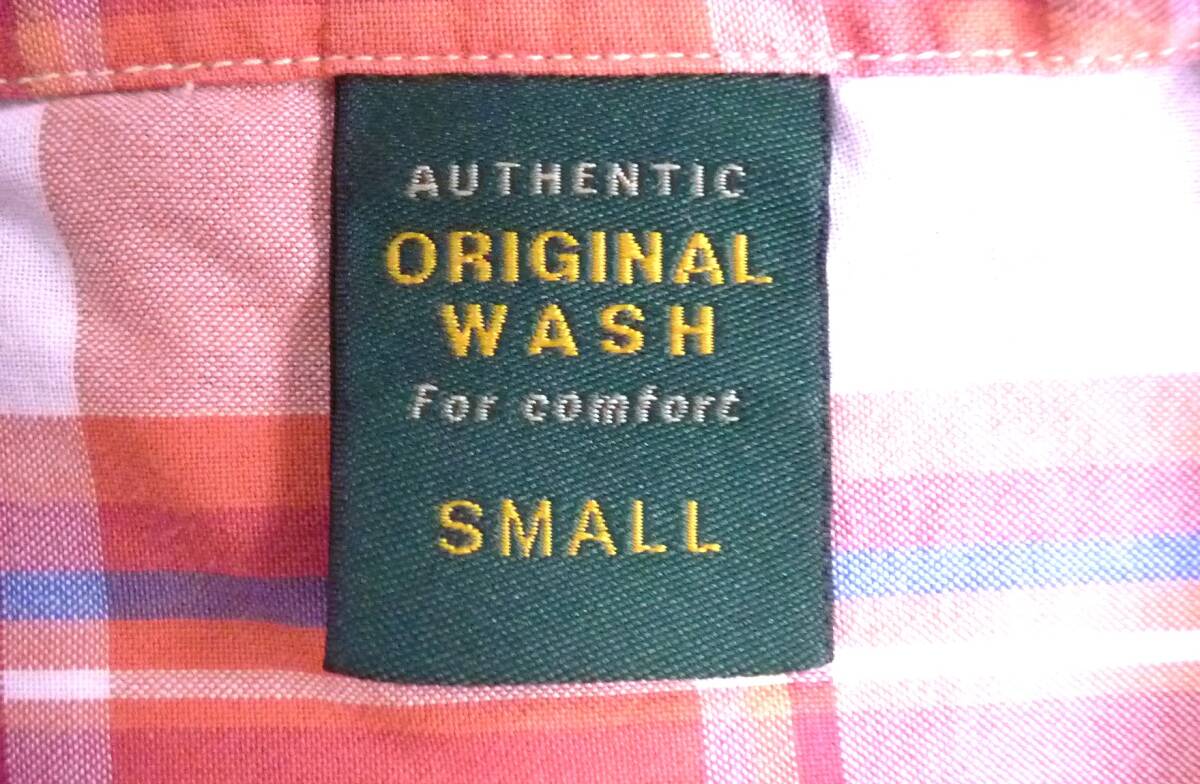 AUTHENTIC
ORIGINAL
WASH
For comfort
SMALL